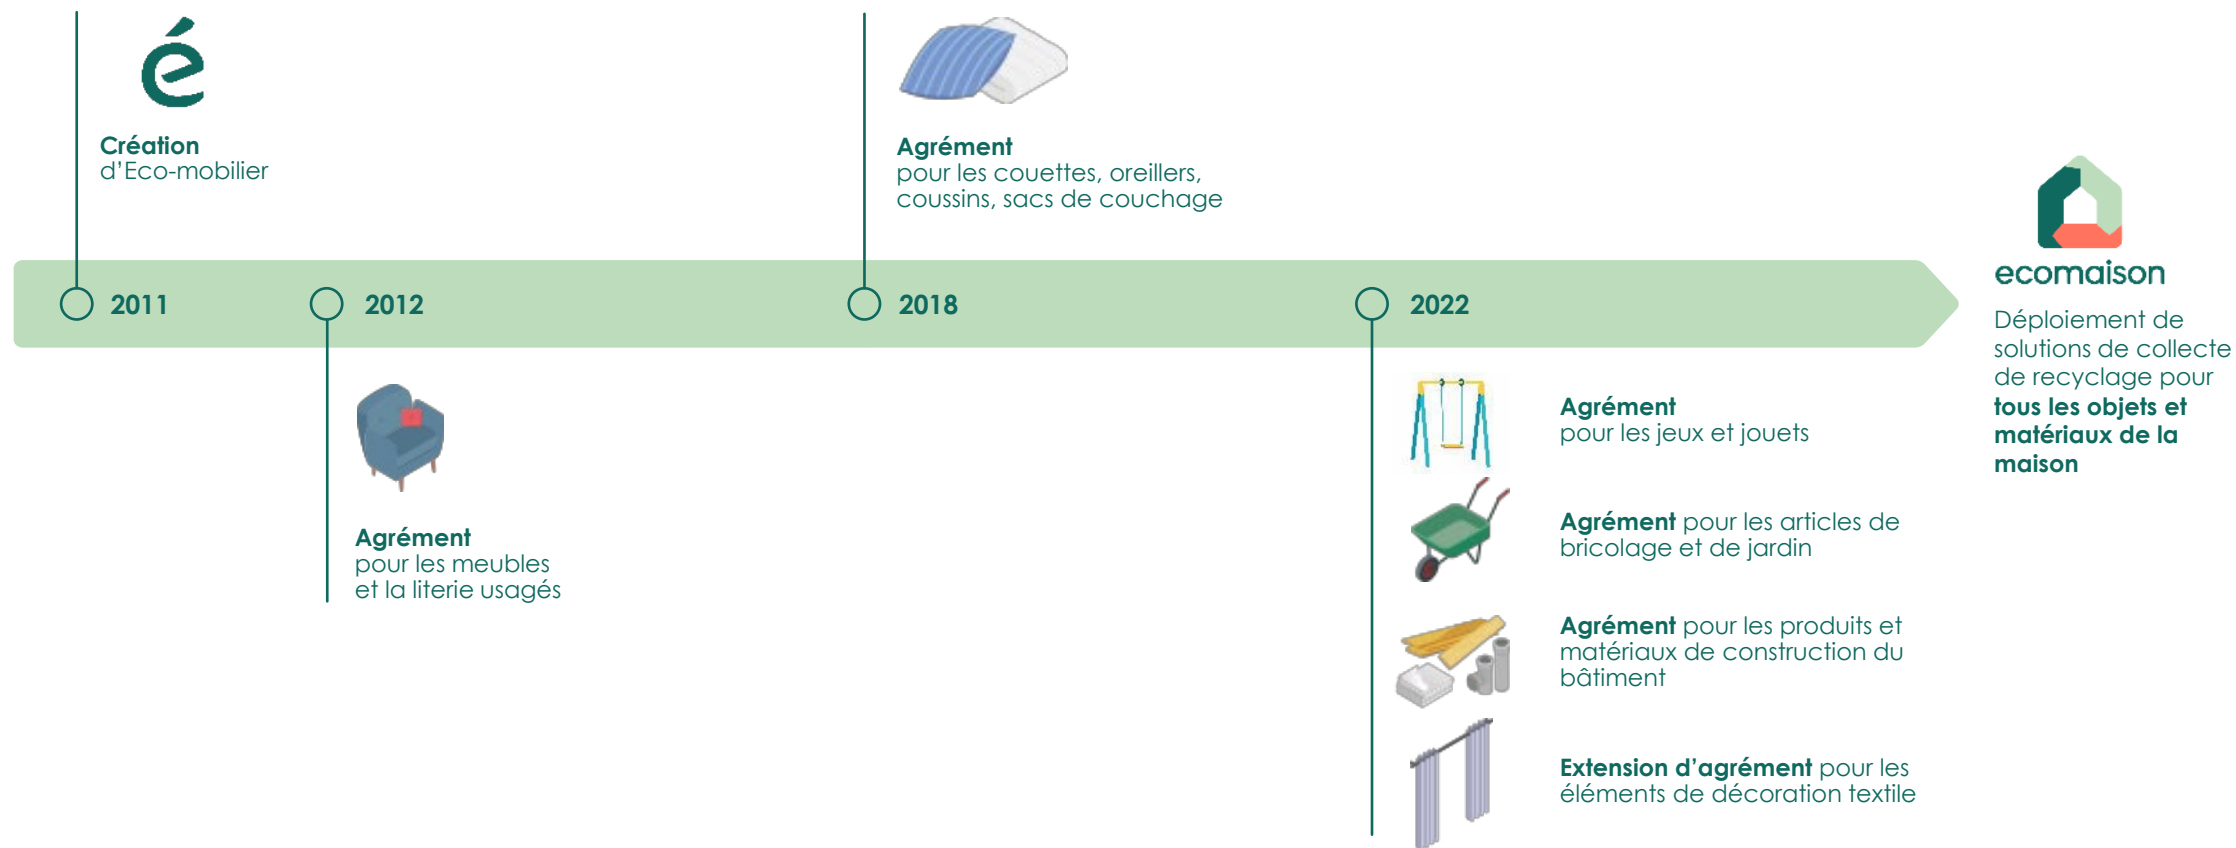 é
Création
d'Eco-mobilier
Agrément
pour les couettes, oreillers,
coussins, sacs de couchage
2011
2012
2018
2022
Agrément
pour les meubles
et la literie usagés
Agrément
pour les jeux et jouets
Agrément pour les articles de
bricolage et de jardin
Agrément pour les produits et
matériaux de construction du
bâtiment
Extension d'agrément pour les
éléments de décoration textile
ecomaison
Déploiement de
solutions de collecte
de recyclage pour
tous les objets et
matériaux de la
maison